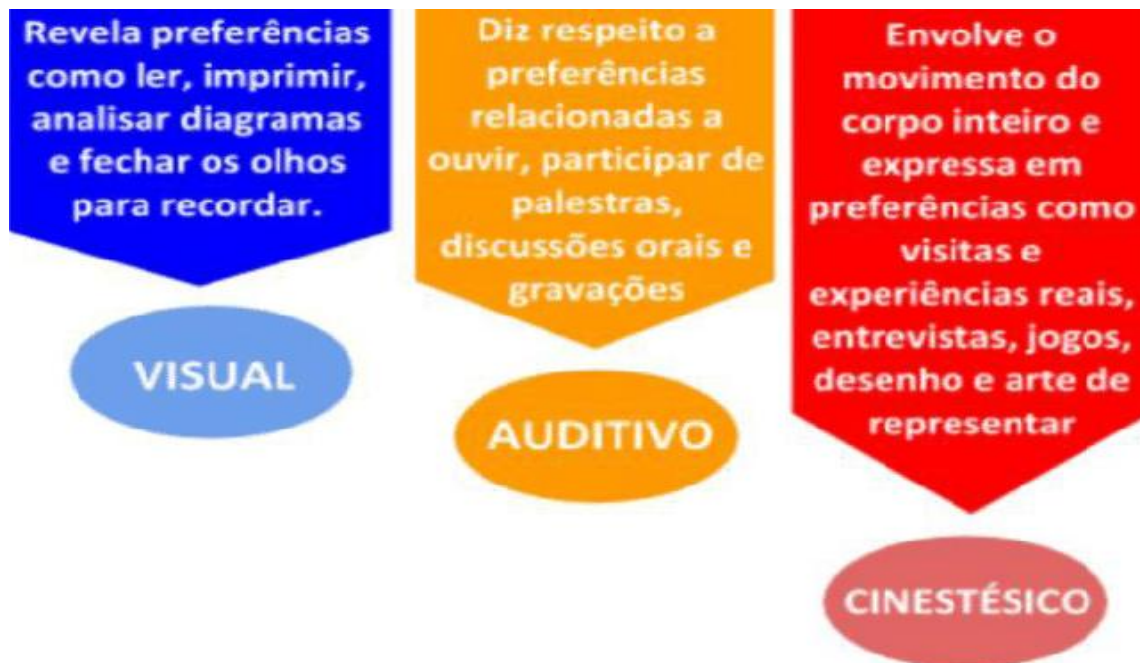 Revela preferências
como ler, imprimir,
analisar diagramas
e fechar os olhos
para recordar.
VISUAL
Diz respeito a
preferências
relacionadas a
ouvir, participar de
palestras,
discussões orais e
gravações
AUDITIVO
Envolve o
movimento do
corpo inteiro e
expressa em
preferências como
visitas e
experiências reais,
entrevistas, jogos,
desenho e arte de
representar
CINESTÉSICO